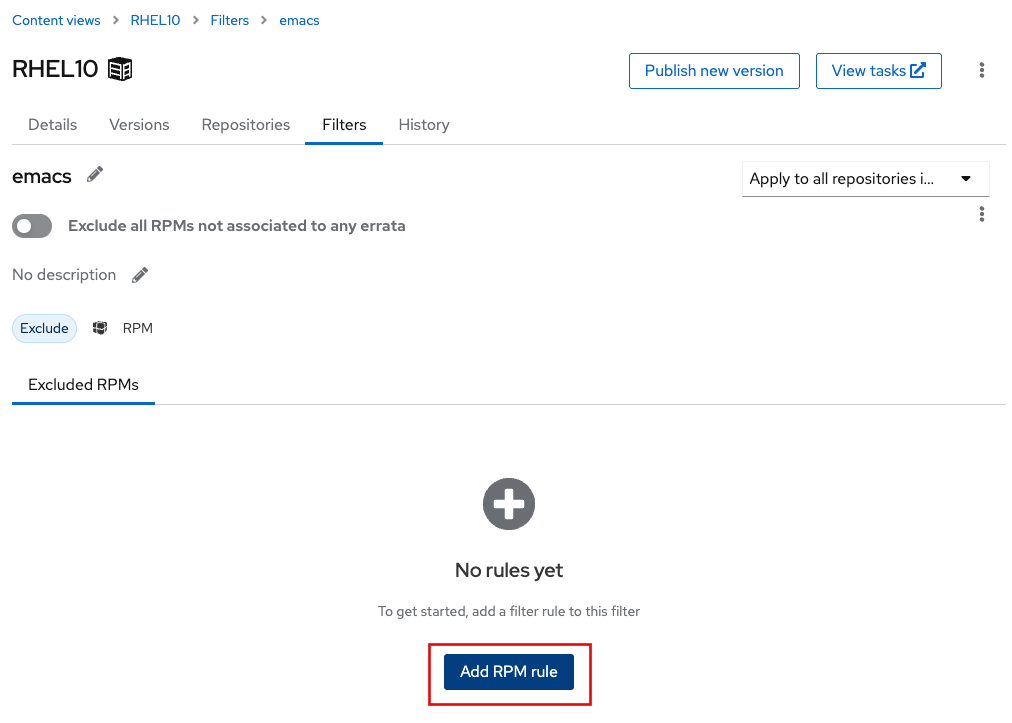 Content views > RHEL10 > Filters > emacs
RHEL10
Publish new version
View tasks
Details Versions Repositories Filters History
emacs
Apply to all repositories i...
Exclude all RPMs not associated to any errata
No description
Exclude RPM
Excluded RPMs
No rules yet
To get started, add a filter rule to this filter
Add RPM rule